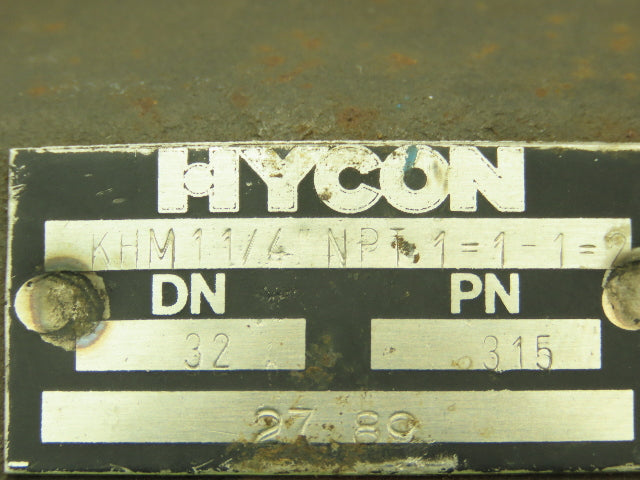 HYCON
KHM 11/4" NPT 1=1-1=2
DN PN
32 315
27 89